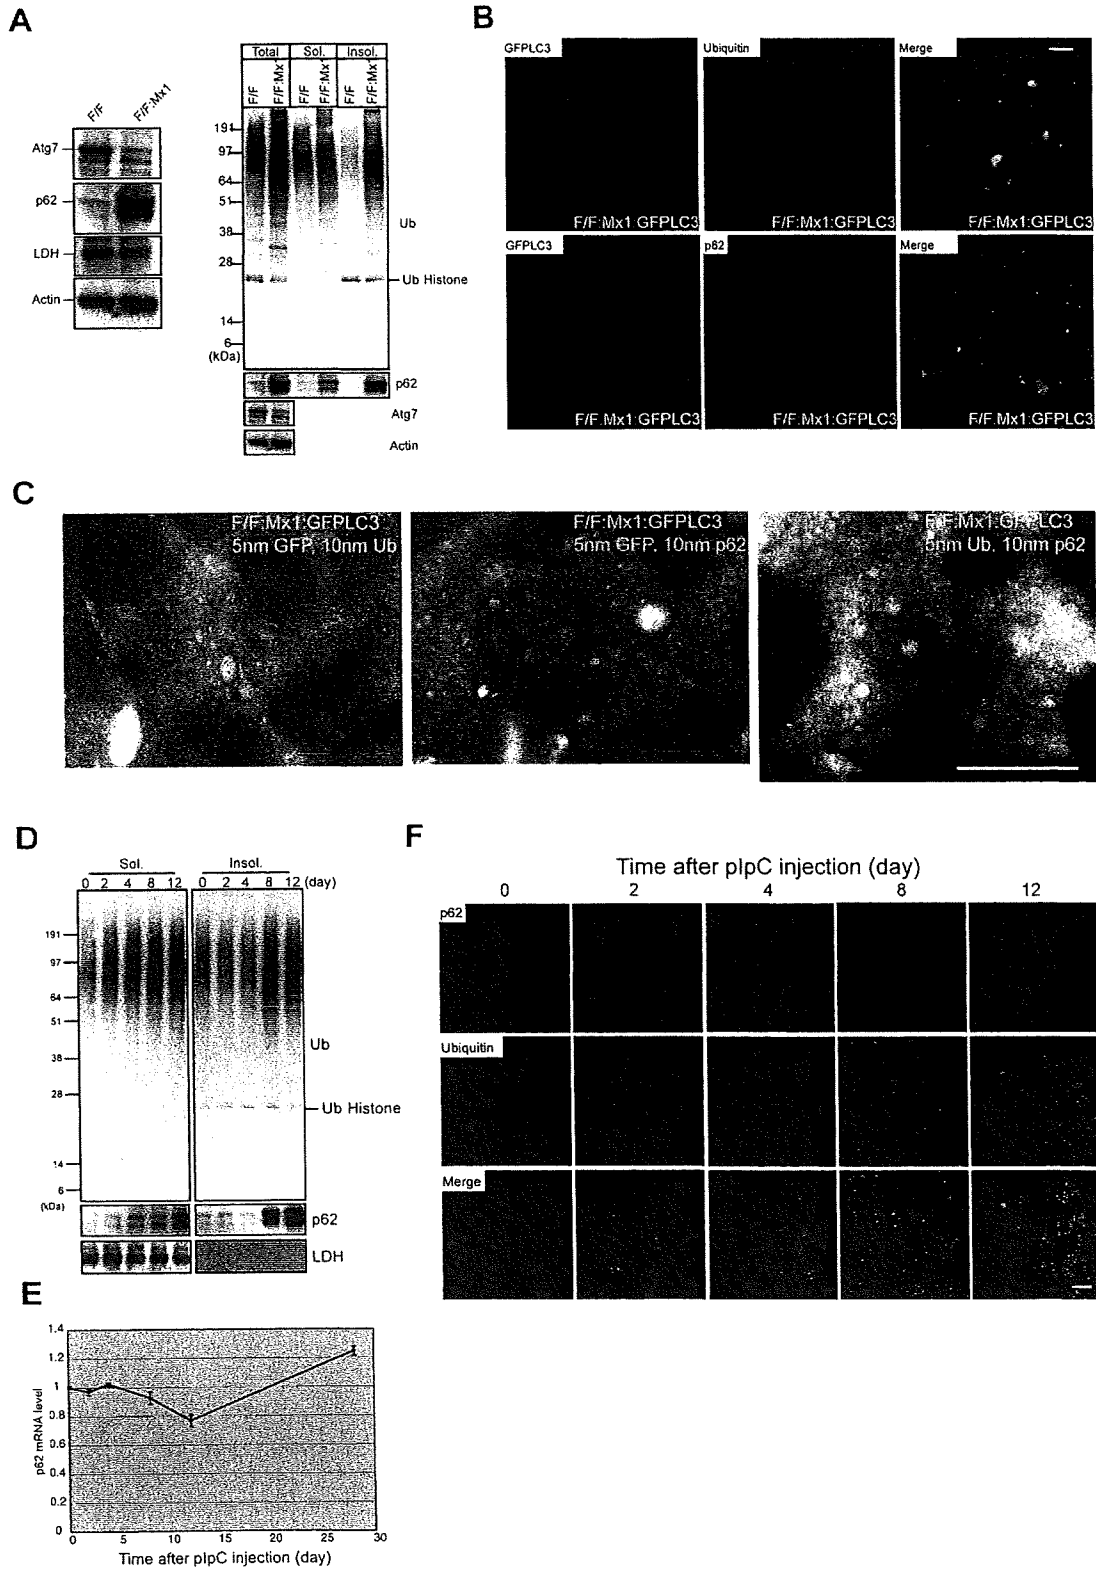 A
F/F
F/F:Mx1
Atg7
p62
LDH
Actin
Total
Sol.
Insol.
F/F
F/F:Mx1
F/F
F/F:Mx1
F/F
F/F:Mx1
191
97
64
51
38
28
14
6
(kDa)
Ub
Ub Histone
p62
Atg7
Actin
B
GFPLC3
Ubiquitin
Merge
F/F:Mx1:GFPLC3
F/F:Mx1:GFPLC3
F/F:Mx1:GFPLC3
GFPLC3
p62
Merge
F/F:Mx1:GFPLC3
F/F:Mx1:GFPLC3
F/F:Mx1:GFPLC3
C
F/F:Mx1:GFPLC3
5nm GFP, 10nm Ub
F/F:Mx1:GFPLC3
5nm GFP, 10nm p62
F/F:Mx1:GFPLC3
5nm Ub, 10nm p62
D
Sol.
Insol.
0 2 4 8 12
0 2 4 8 12 (day)
191
97
64
51
38
28
14
6
(kDa)
Ub
Ub Histone
p62
LDH
E
1.4
1.2
1
0.8
0.6
0.4
0.2
0
p62 mRNA level
0 5 10 15 20 25 30
Time after pIpC injection (day)
F
Time after pIpC injection (day)
0 2 4 8 12
p62
Ubiquitin
Merge